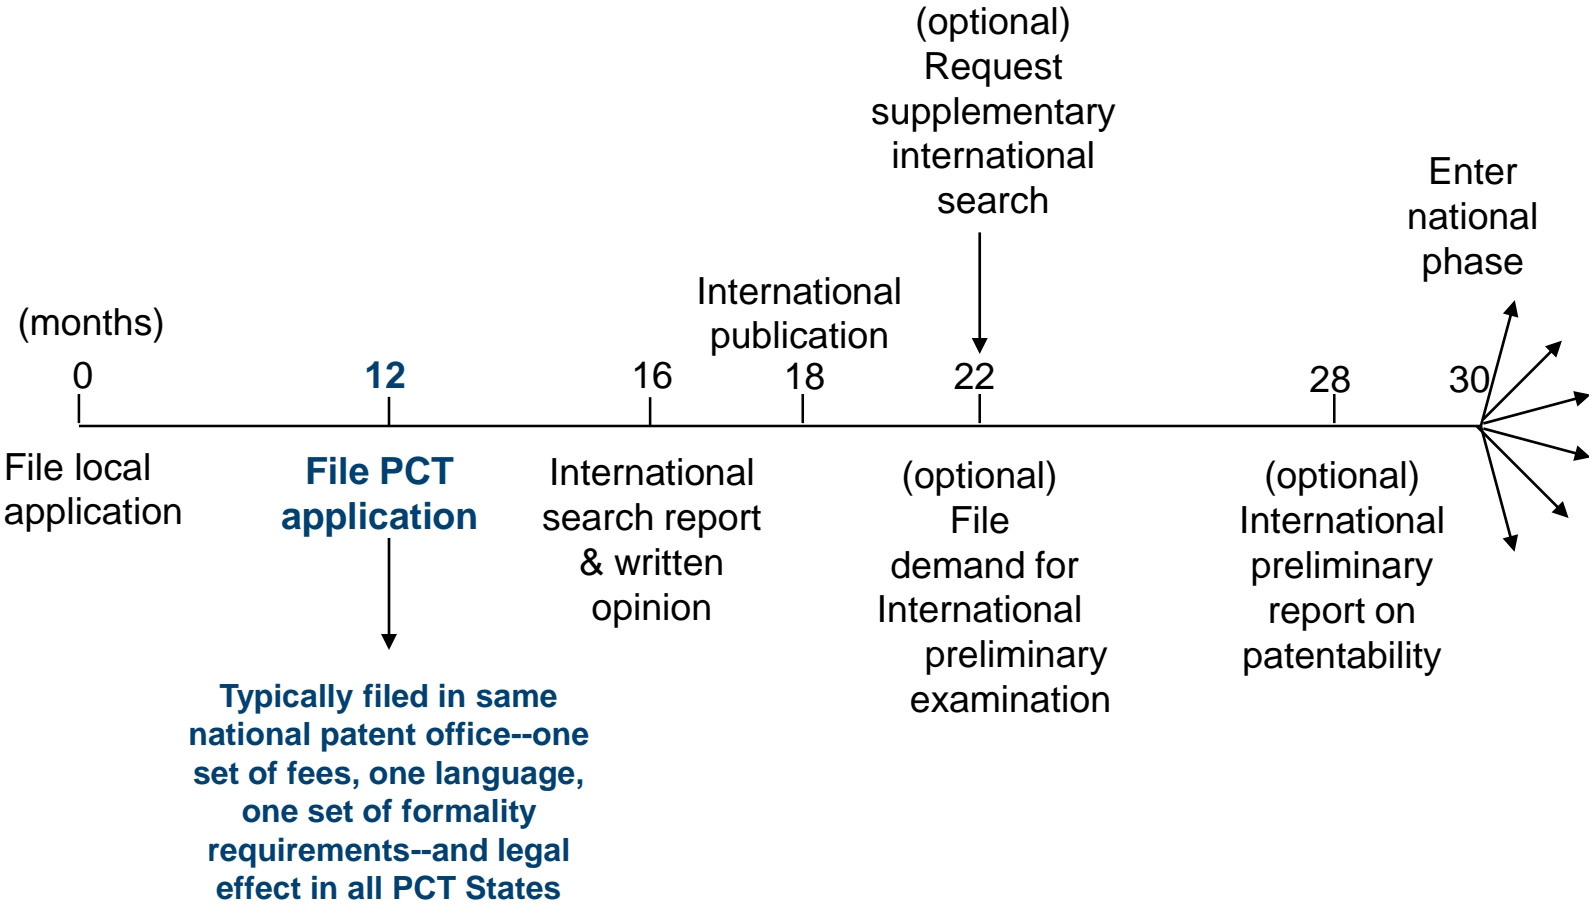 (optional)
Request
supplementary
international
search
Enter
national
phase
International
publication
(months)
0
12
16
18
22
28
30
File local
application
File PCT
application
International
search report
& written
opinion
(optional)
File
demand for
International
preliminary
examination
(optional)
International
preliminary
report on
patentability
Typically filed in same
national patent office--one
set of fees, one language,
one set of formality
requirements--and legal
effect in all PCT States